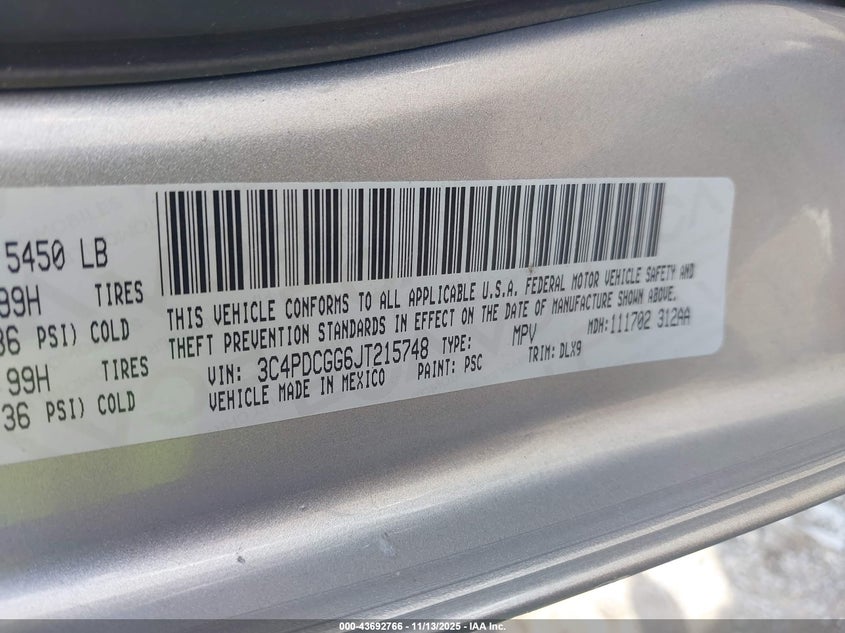 5450 LB
99H TIRES
36 PSI) COLD
99H TIRES
36 PSI) COLD
THIS VEHICLE CONFORMS TO ALL APPLICABLE U.S.A. FEDERAL MOTOR VEHICLE SAFETY AND
THEFT PREVENTION STANDARDS IN EFFECT ON THE DATE OF MANUFACTURE SHOWN ABOVE.
VIN: 3C4PDCGG6JT215748 TYPE: MPV MDH: 111702 312AA
VEHICLE MADE IN MEXICO PAINT: PSC TRIM: DLX9
000-43692766 - 11/13/2025 - IAA Inc.